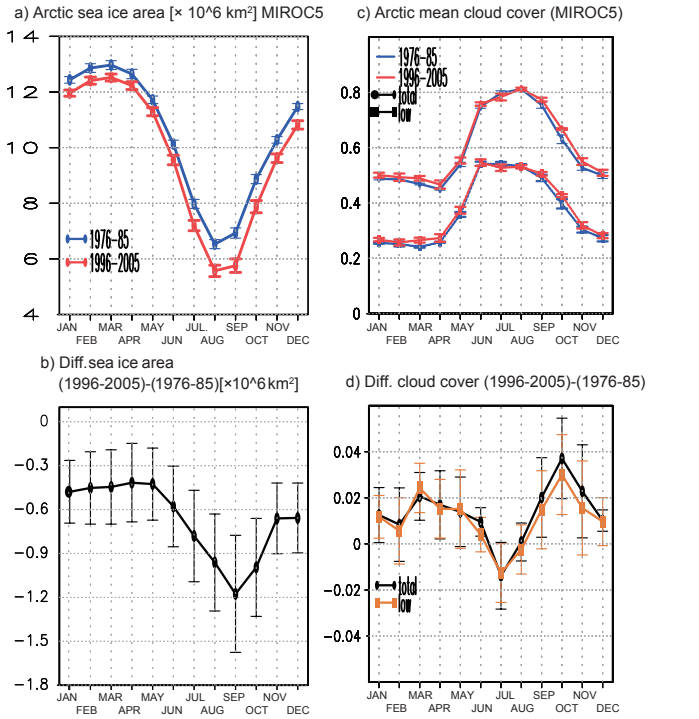 a) Arctic sea ice area [× 10^6 km²] MIROC5
14
12
10
8
6
4
1976-85
1996-2005
JAN FEB MAR APR MAY JUN JUL. AUG SEP OCT NOV DEC
c) Arctic mean cloud cover (MIROC5)
0.8
0.6
0.4
0.2
0
1976-85
1996-2005
total
low
JAN FEB MAR APR MAY JUN JUL AUG SEP OCT NOV DEC
b) Diff.sea ice area
(1996-2005)-(1976-85)[×10^6 km²]
0
-0.3
-0.6
-0.9
-1.2
-1.5
-1.8
JAN FEB MAR APR MAY JUN JUL AUG SEP OCT NOV DEC
d) Diff. cloud cover (1996-2005)-(1976-85)
0.04
0.02
0
-0.02
-0.04
total
low
JAN FEB MAR APR MAY JUN JUL AUG SEP OCT NOV DEC